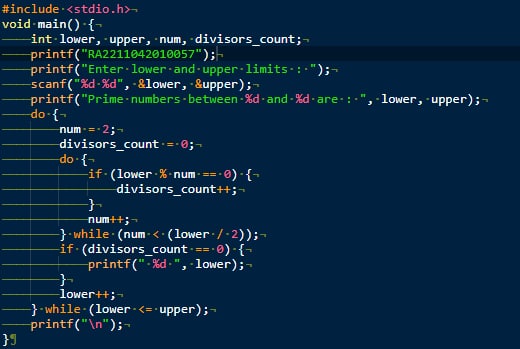 #include <stdio.h>
void main() {
    int lower, upper, num, divisors_count;
    printf("RA2211042010057");
    printf("Enter lower and upper limits : ");
    scanf("%d %d", &lower, &upper);
    printf("Prime numbers between %d and %d are : ", lower, upper);
    do {
        num = 2;
        divisors_count = 0;
        do {
            if (lower % num == 0) {
                divisors_count++;
            }
            num++;
        } while (num < (lower / 2));
        if (divisors_count == 0) {
            printf(" %d ", lower);
        }
        lower++;
    } while (lower <= upper);
    printf("\n");
}